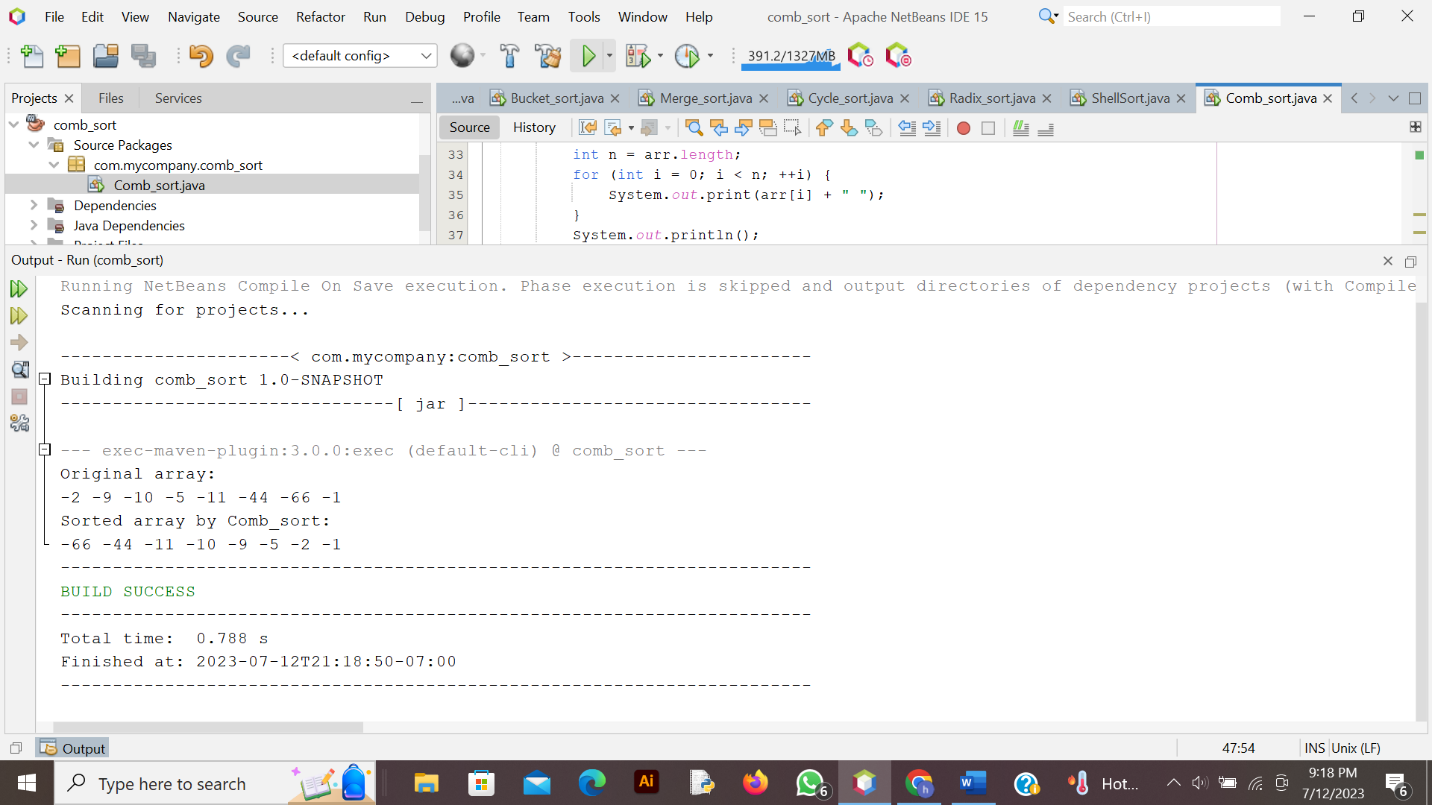 File Edit View Navigate Source Refactor Run Debug Profile Team Tools Window Help comb_sort - Apache NetBeans IDE 15 Search (Ctrl+I)
<default config> 391.2/1327MB
Projects Files Services ...va Bucket_sort.java Merge_sort.java Cycle_sort.java Radix_sort.java ShellSort.java Comb_sort.java
comb_sort
Source Packages
com.mycompany.comb_sort
Comb_sort.java
Dependencies
Java Dependencies
Project Files
Source History
33 int n = arr.length;
34 for (int i = 0; i < n; ++i) {
35 System.out.print(arr[i] + " ");
36 }
37 System.out.println();
Output - Run (comb_sort)
Running NetBeans Compile On Save execution. Phase execution is skipped and output directories of dependency projects (with Compile
Scanning for projects...
----------------------< com.mycompany:comb_sort >-----------------------
Building comb_sort 1.0-SNAPSHOT
--------------------------------[ jar ]---------------------------------
--- exec-maven-plugin:3.0.0:exec (default-cli) @ comb_sort ---
Original array:
-2 -9 -10 -5 -11 -44 -66 -1
Sorted array by Comb_sort:
-66 -44 -11 -10 -9 -5 -2 -1
------------------------------------------------------------------------
BUILD SUCCESS
------------------------------------------------------------------------
Total time:  0.788 s
Finished at: 2023-07-12T21:18:50-07:00
------------------------------------------------------------------------
Output
47:54 INS Unix (LF)
Type here to search Ai 6 h W Hot... 9:18 PM
7/12/2023 6